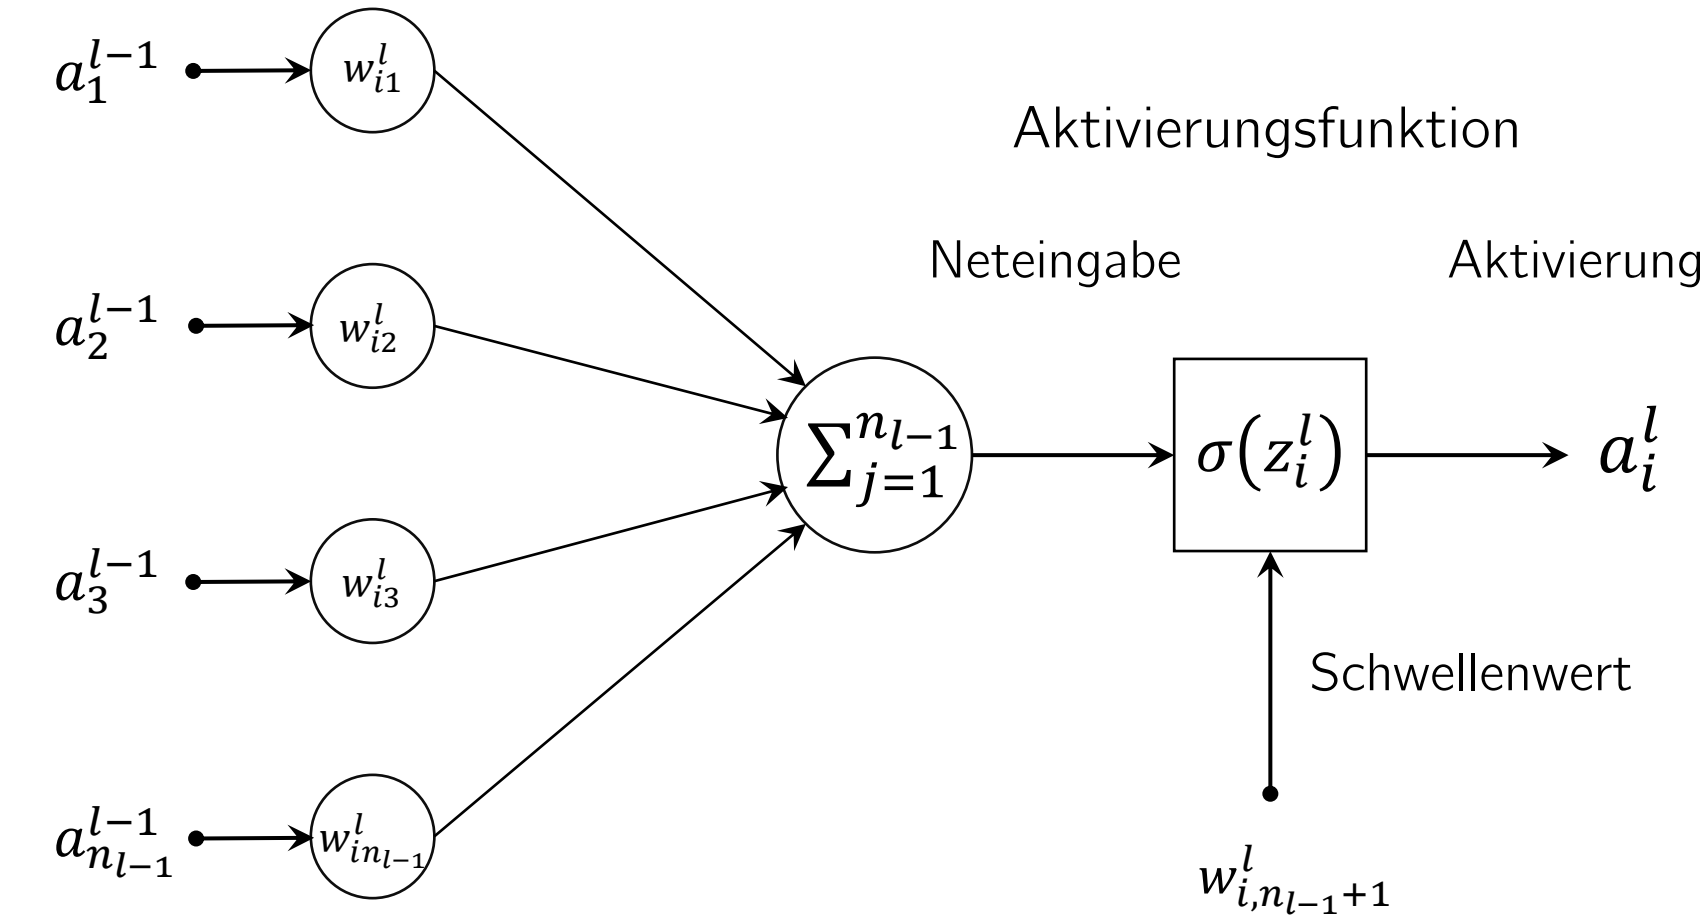 a_1^{l-1}
w_{i1}^l
Aktivierungsfunktion
Neteingabe
Aktivierung
a_2^{l-1}
w_{i2}^l
∑_{j=1}^{n_{l-1}}
σ(z_i^l)
a_i^l
a_3^{l-1}
w_{i3}^l
Schwellenwert
a_{n_{l-1}}^{l-1}
w_{in_{l-1}}^l
w_{i,n_{l-1}+1}^l